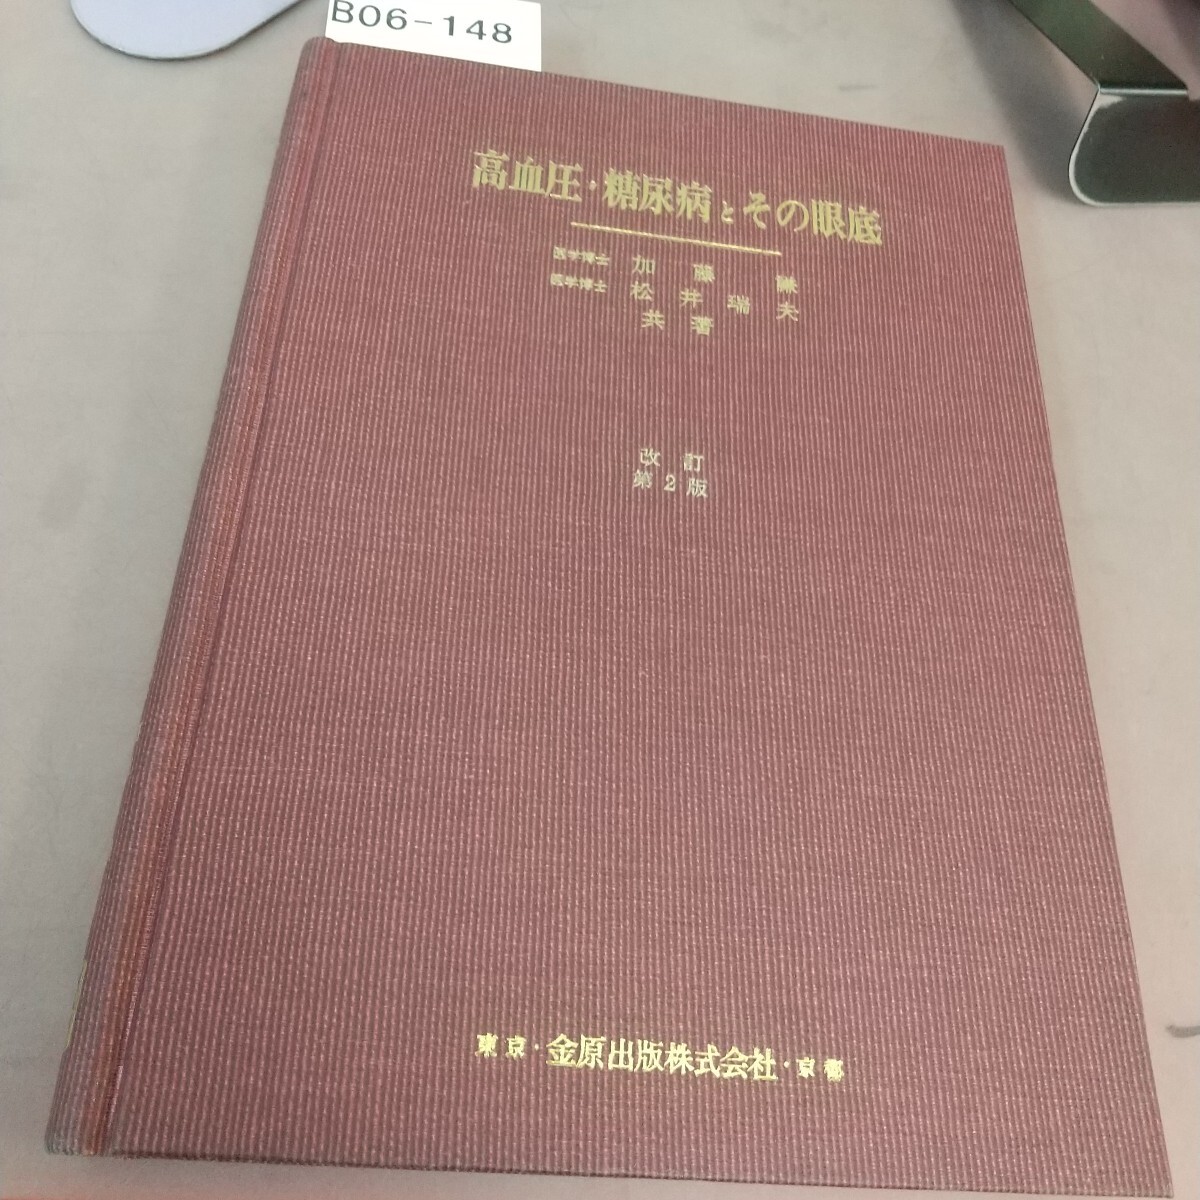 B06-148
高血圧・糖尿病とその眼底
医学博士 加藤謙
医学博士 松井瑞夫
共著
改訂
第2版
東京・金原出版株式会社・京都